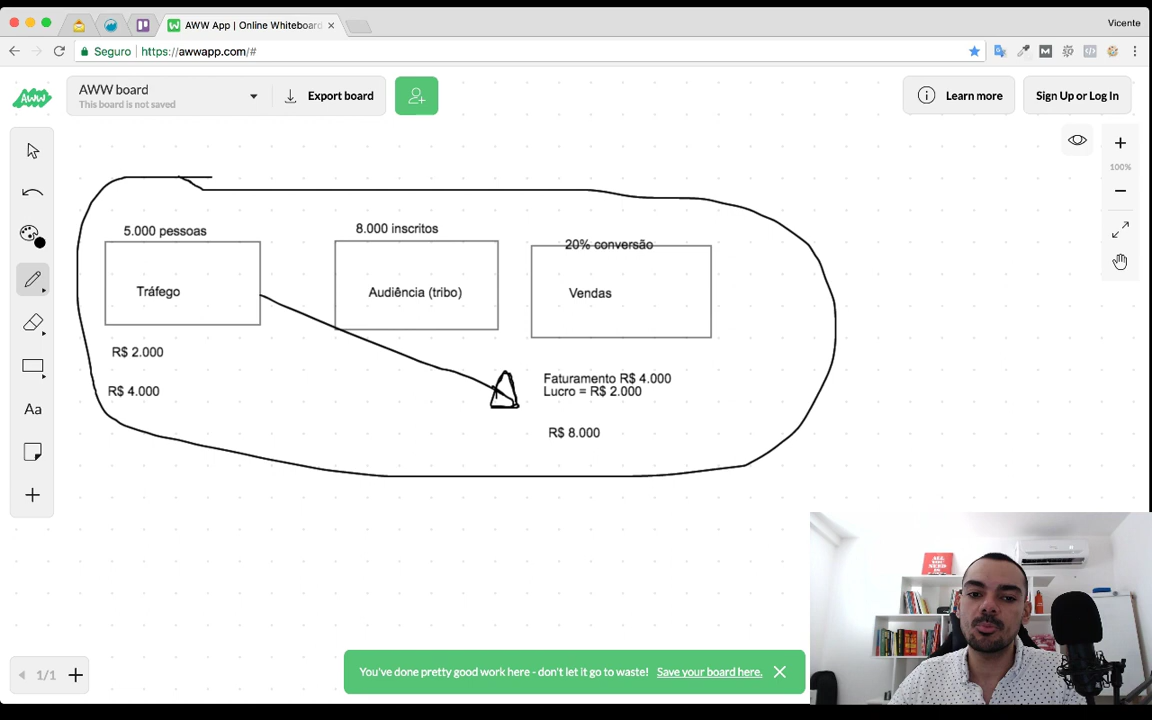 AWW App | Online Whiteboard
Vicente
Seguro
https://awwapp.com/#
AWW
AWW board
This board is not saved
Export board
Learn more
Sign Up or Log In
100%
5.000 pessoas
8.000 inscritos
20% conversão
Tráfego
Audiência (tribo)
Vendas
R$ 2.000
Faturamento R$ 4.000
R$ 4.000
Lucro = R$ 2.000
R$ 8.000
Aa
1/1
You've done pretty good work here - don't let it go to waste! Save your board here.
ALL
NEED